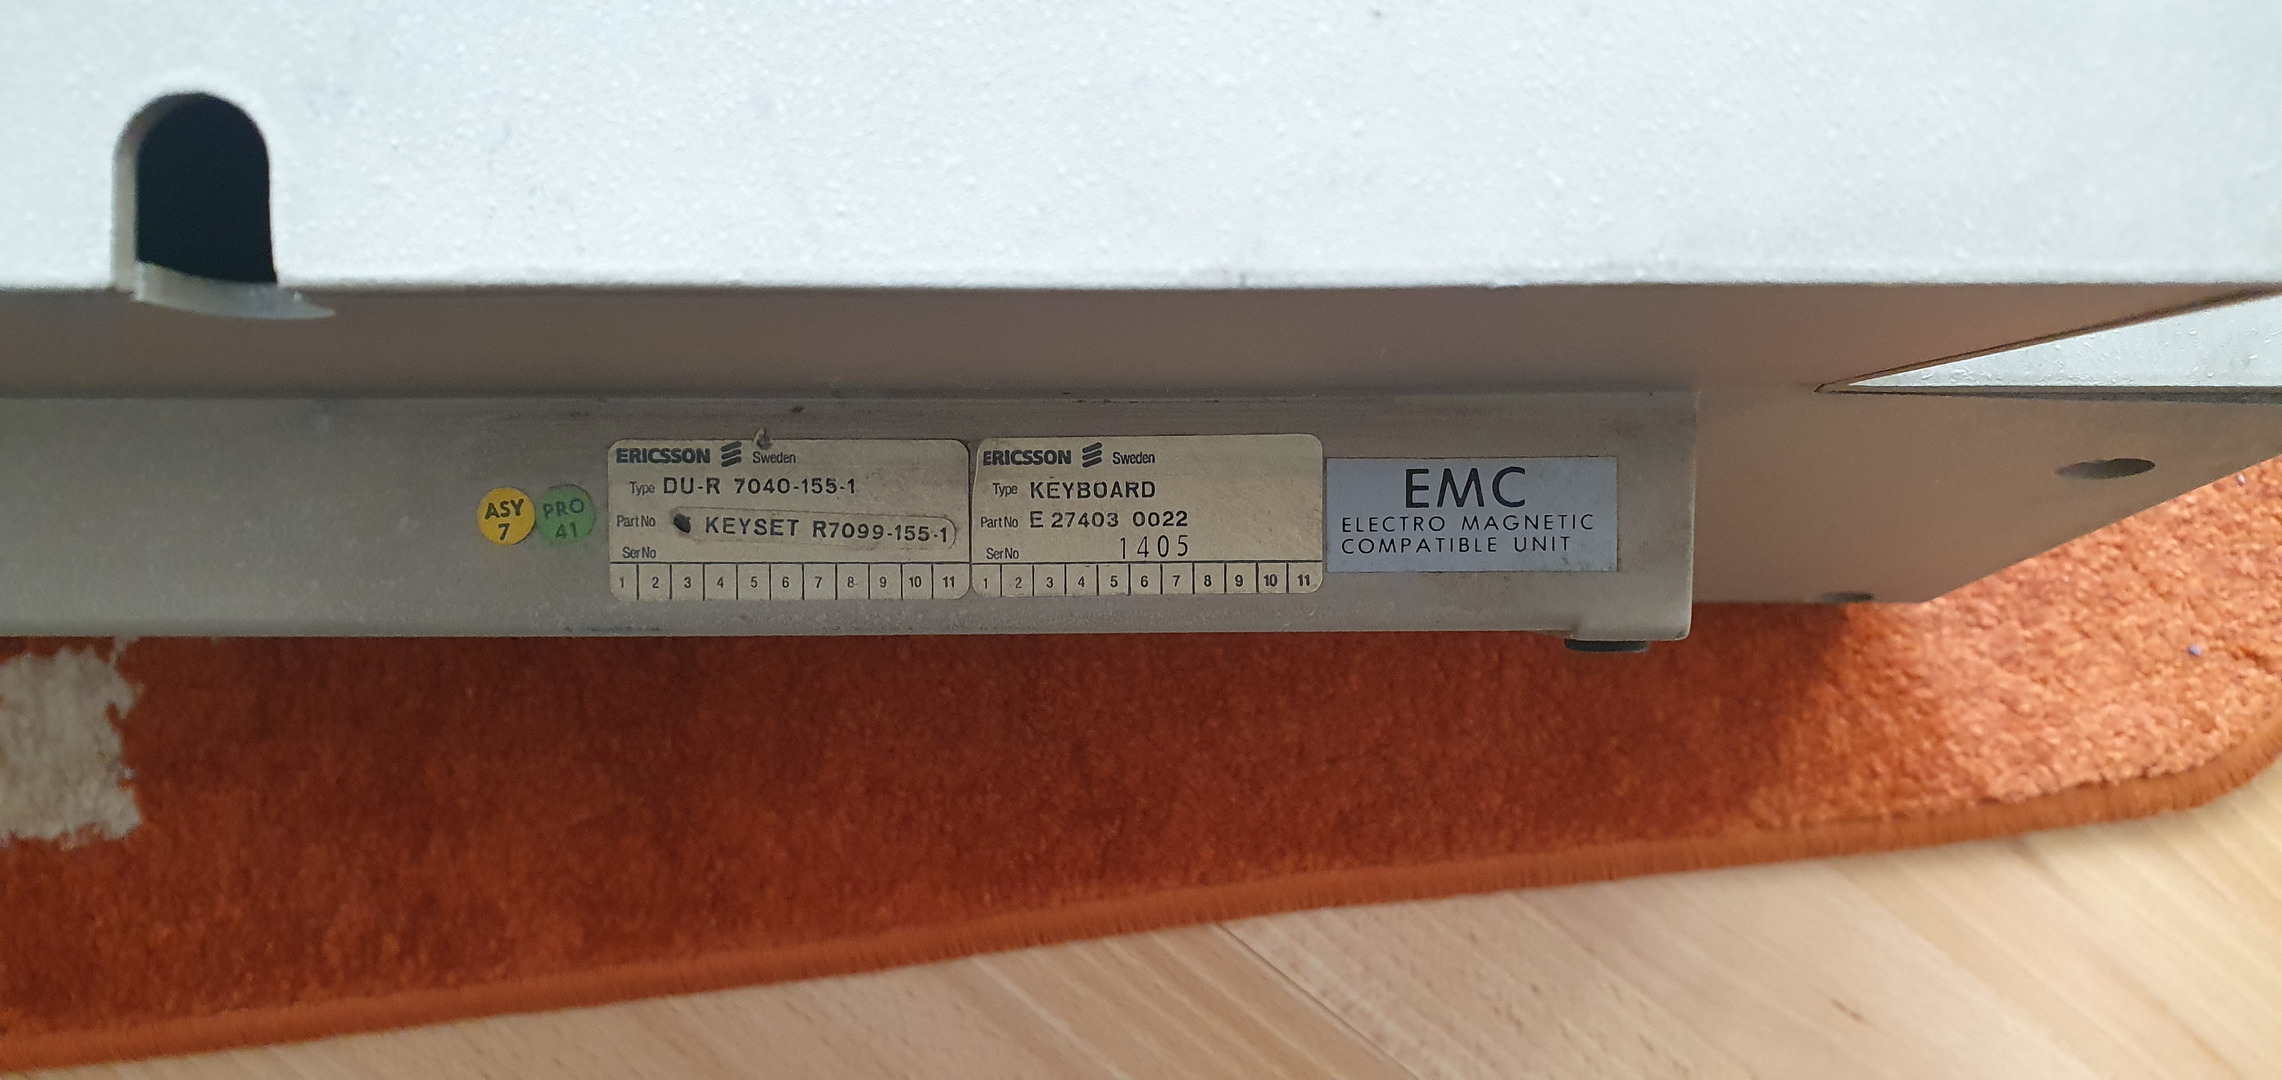 ASY
7
PRO
41
ERICSSON Sweden
Type DU-R 7040-155-1
Part No KEYSET R7099-155-1
Ser No
1 2 3 4 5 6 7 8 9 10 11
ERICSSON Sweden
Type KEYBOARD
Part No E 27403 0022
Ser No 1405
1 2 3 4 5 6 7 8 9 10 11
EMC
ELECTRO MAGNETIC
COMPATIBLE UNIT